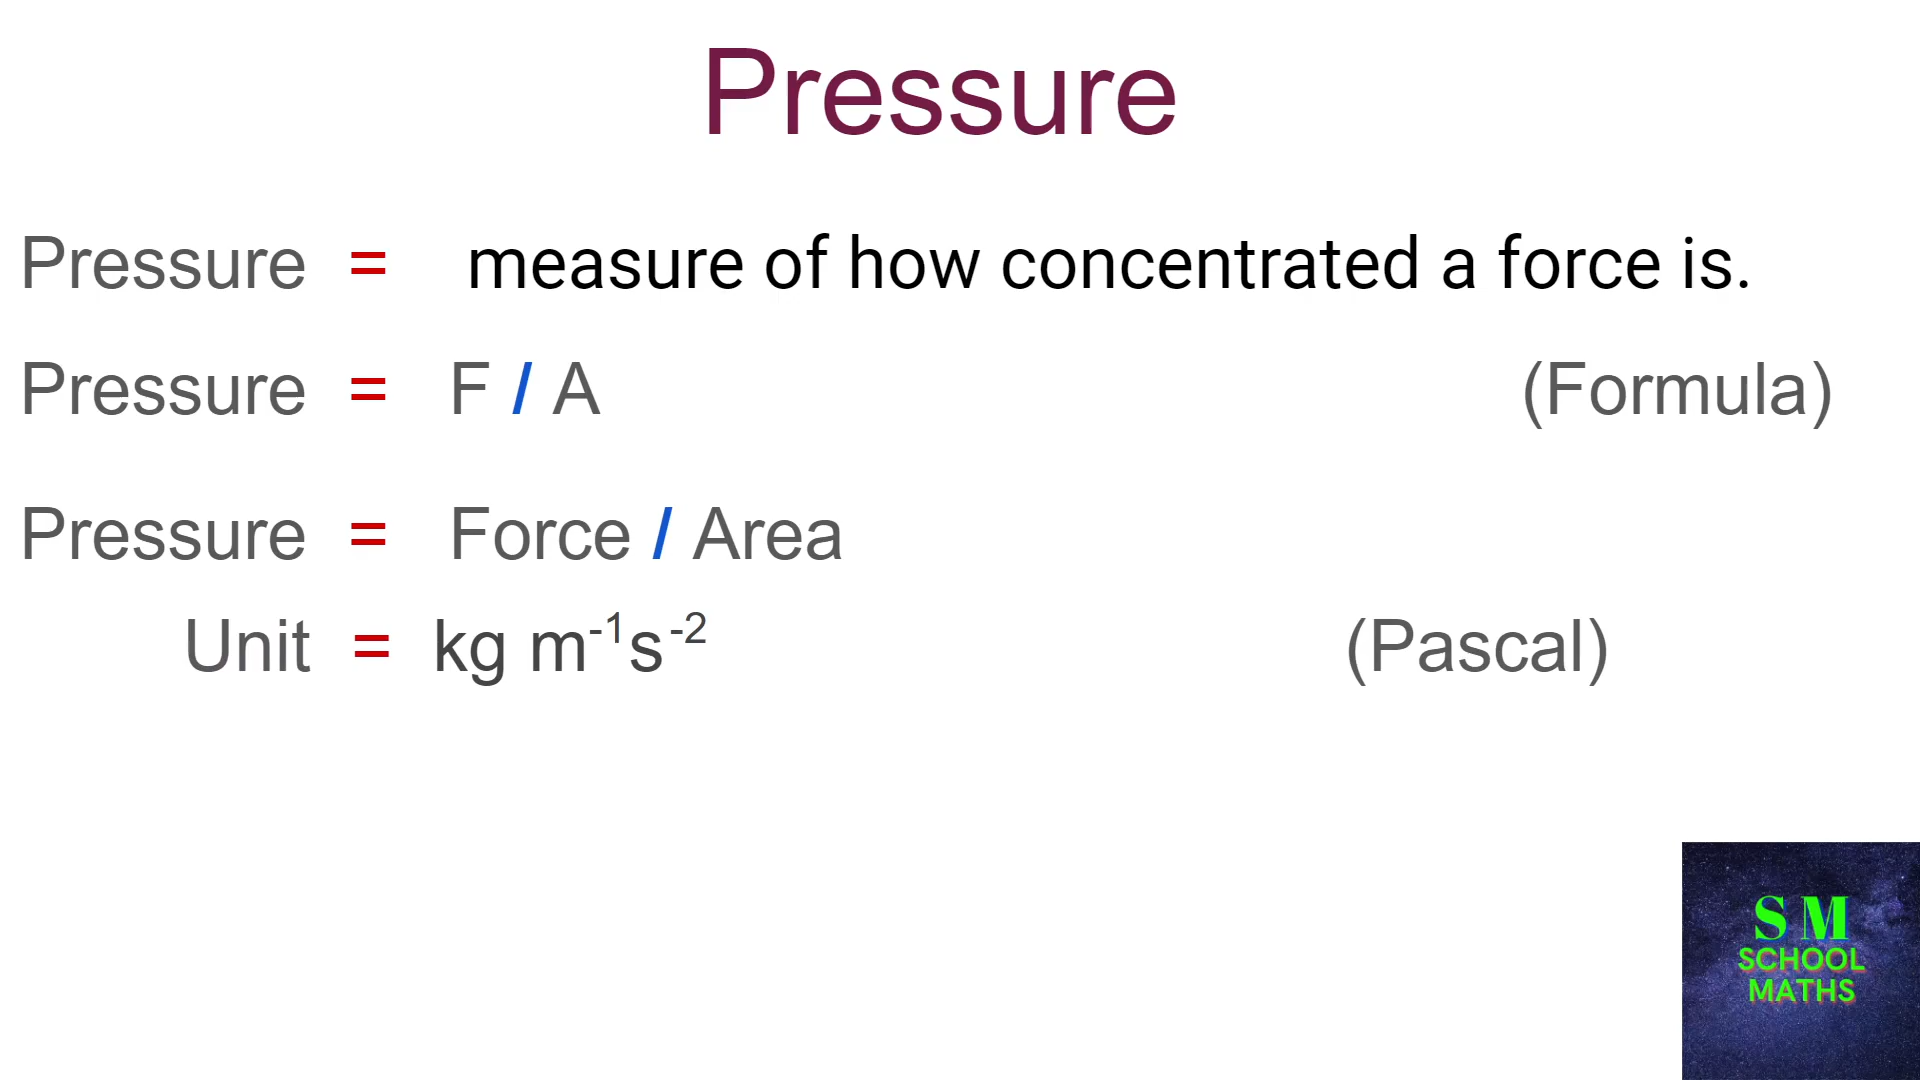 Pressure
Pressure = measure of how concentrated a force is.
Pressure = F / A (Formula)
Pressure = Force / Area
Unit = kg m⁻¹s⁻² (Pascal)
S M
SCHOOL
MATHS